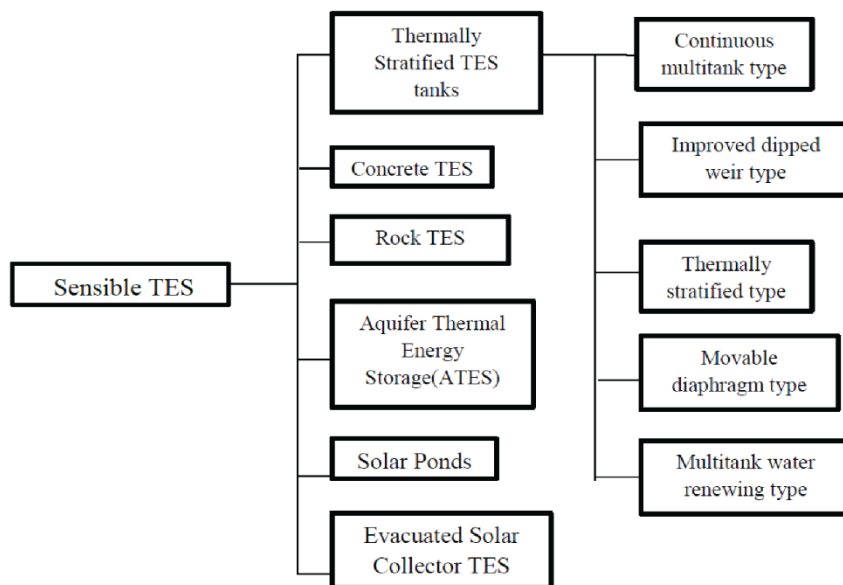 Sensible TES
Thermally
Stratified TES
tanks
Concrete TES
Rock TES
Aquifer Thermal
Energy
Storage(ATES)
Solar Ponds
Evacuated Solar
Collector TES
Continuous
multitank type
Improved dipped
weir type
Thermally
stratified type
Movable
diaphragm type
Multitank water
renewing type